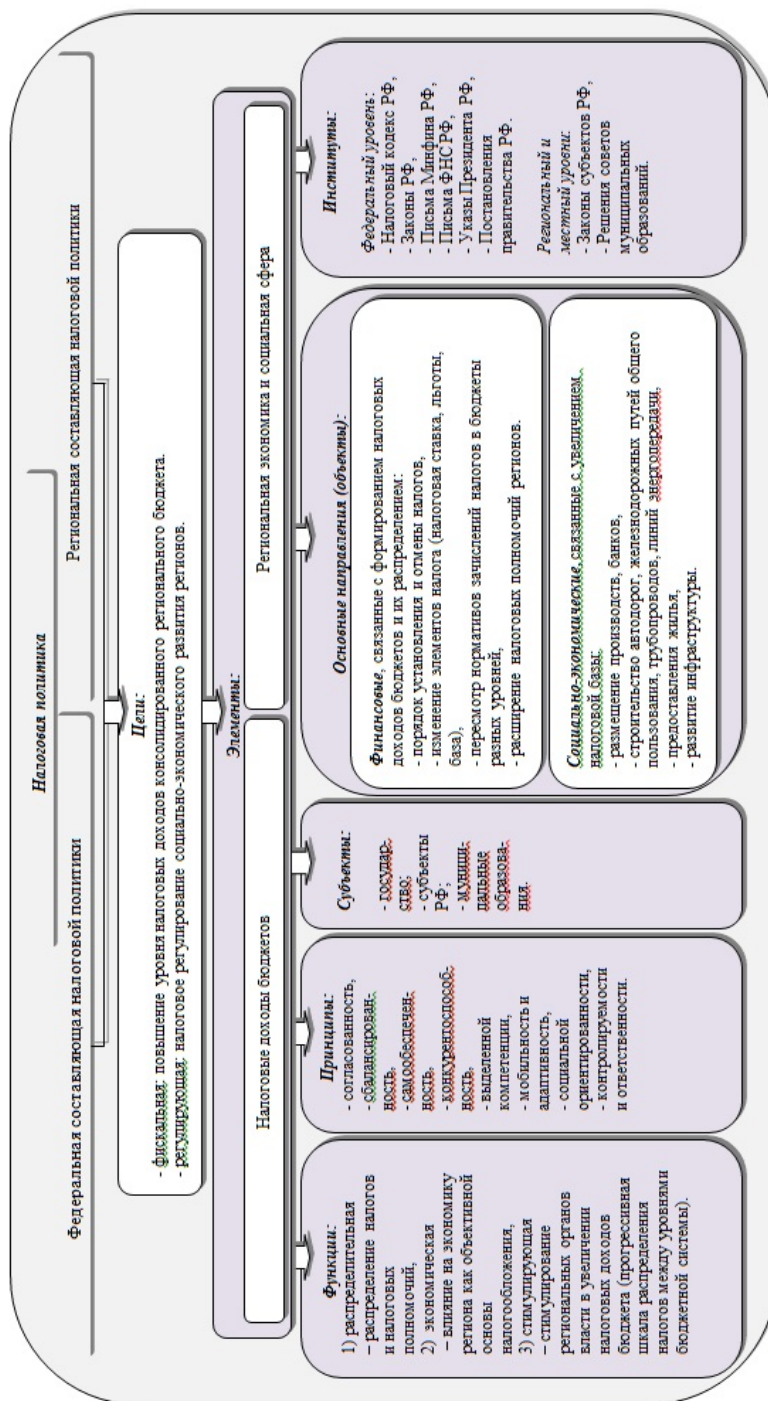 Налоговая политика
Федеральная составляющая налоговой политики
Региональная составляющая налоговой политики
Цели:
- фискальная: повышение уровня налоговых доходов консолидированного регионального бюджета.
- регулирующая: налоговое регулирование социально-экономического развития регионов.
Элементы:
Налоговые доходы бюджетов
Региональная экономика и социальная сфера
Функции:
1) распределительная
– распределение налогов
и налоговых
полномочий,
2) экономическая
– влияние на экономику
региона как объективной
основы
налогообложения,
3) стимулирующая
– стимулирование
региональных органов
власти в увеличении
налоговых доходов
бюджета (прогрессивная
шкала распределения
налогов между уровнями
бюджетной системы).
Принципы:
- согласованность,
- сбалансирован-
ность,
- самообеспечен-
ность,
- конкурентоспособ-
ность,
- выделенной
компетенции,
- мобильность и
адаптивность,
- социальной
ориентированности,
- контролируемости
и ответственности.
Субъекты:
- государ-
ство;
- субъекты
РФ;
- муници-
пальные
образова-
ния.
Основные направления (объекты):
Финансовые, связанные с формированием налоговых
доходов бюджетов и их распределением:
- порядок установления и отмены налогов,
- изменение элементов налога (налоговая ставка, льготы,
база),
- пересмотр нормативов зачислений налогов в бюджеты
разных уровней,
- расширение налоговых полномочий регионов.
Социально-экономические, связанные с увеличением
налоговой базы:
- размещение производств, банков,
- строительство автодорог, железнодорожных путей общего
пользования, трубопроводов, линий энергопередачи,
- предоставления жилья,
- развитие инфраструктуры.
Институты:
Федеральный уровень:
- Налоговый кодекс РФ,
- Законы РФ,
- Письма Минфина РФ,
- Письма ФНС РФ,
- Указы Президента РФ,
- Постановления
правительства РФ.
Региональный и
местный уровни:
- Законы субъектов РФ,
- Решения советов
муниципальных
образований.